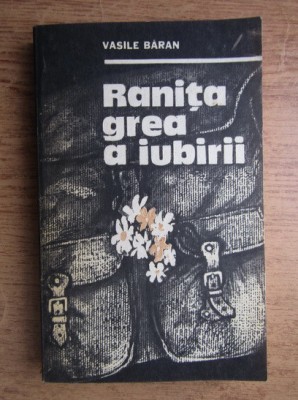 VASILE BĂRAN
Ranița
grea
a iubirii